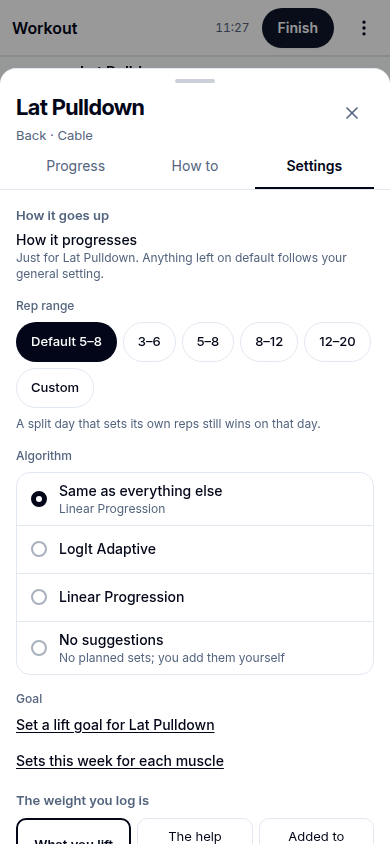 Workout
11:27
Finish
Lat Pulldown
Back · Cable
Progress
How to
Settings
How it goes up
How it progresses
Just for Lat Pulldown. Anything left on default follows your
general setting.
Rep range
Default 5–8
3–6
5–8
8–12
12–20
Custom
A split day that sets its own reps still wins on that day.
Algorithm
Same as everything else
Linear Progression
LogIt Adaptive
Linear Progression
No suggestions
No planned sets; you add them yourself
Goal
Set a lift goal for Lat Pulldown
Sets this week for each muscle
The weight you log is
What you lift
The help
Added to